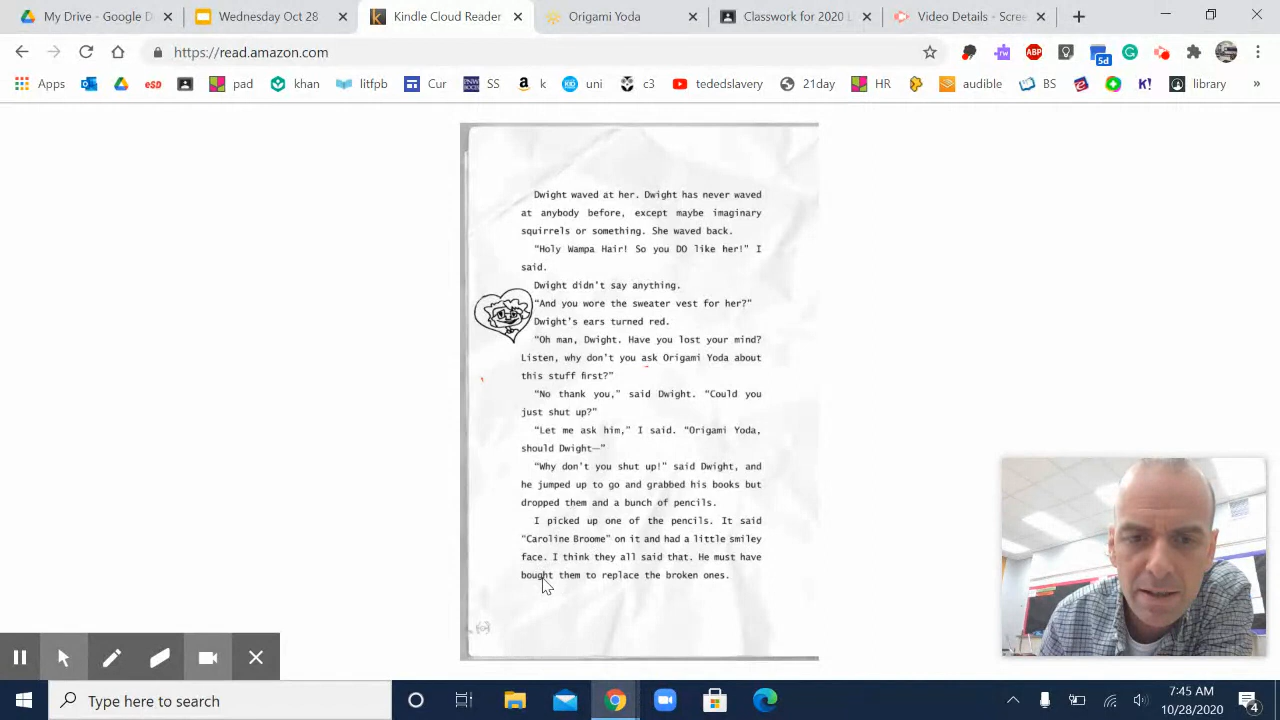 My Drive - Google D
Wednesday Oct 28
Kindle Cloud Reader
Origami Yoda
Classwork for 2020 L
Video Details - Scree
https://read.amazon.com
rw
ABP
5d
Apps
eSD
pad
khan
litfpb
Cur
SS
k
uni
c3
tededslavery
21day
HR
audible
BS
K!
library
»
Dwight waved at her. Dwight has never waved
at anybody before, except maybe imaginary
squirrels or something. She waved back.
"Holy Wampa Hair! So you DO like her!" I
said.
Dwight didn't say anything.
"And you wore the sweater vest for her?"
Dwight's ears turned red.
"Oh man, Dwight. Have you lost your mind?
Listen, why don't you ask Origami Yoda about
this stuff first?"
"No thank you," said Dwight. "Could you
just shut up?"
"Let me ask him," I said. "Origami Yoda,
should Dwight—"
"Why don't you shut up!" said Dwight, and
he jumped up to go and grabbed his books but
dropped them and a bunch of pencils.
I picked up one of the pencils. It said
"Caroline Broome" on it and had a little smiley
face. I think they all said that. He must have
bought them to replace the broken ones.
Type here to search
7:45 AM
10/28/2020
4